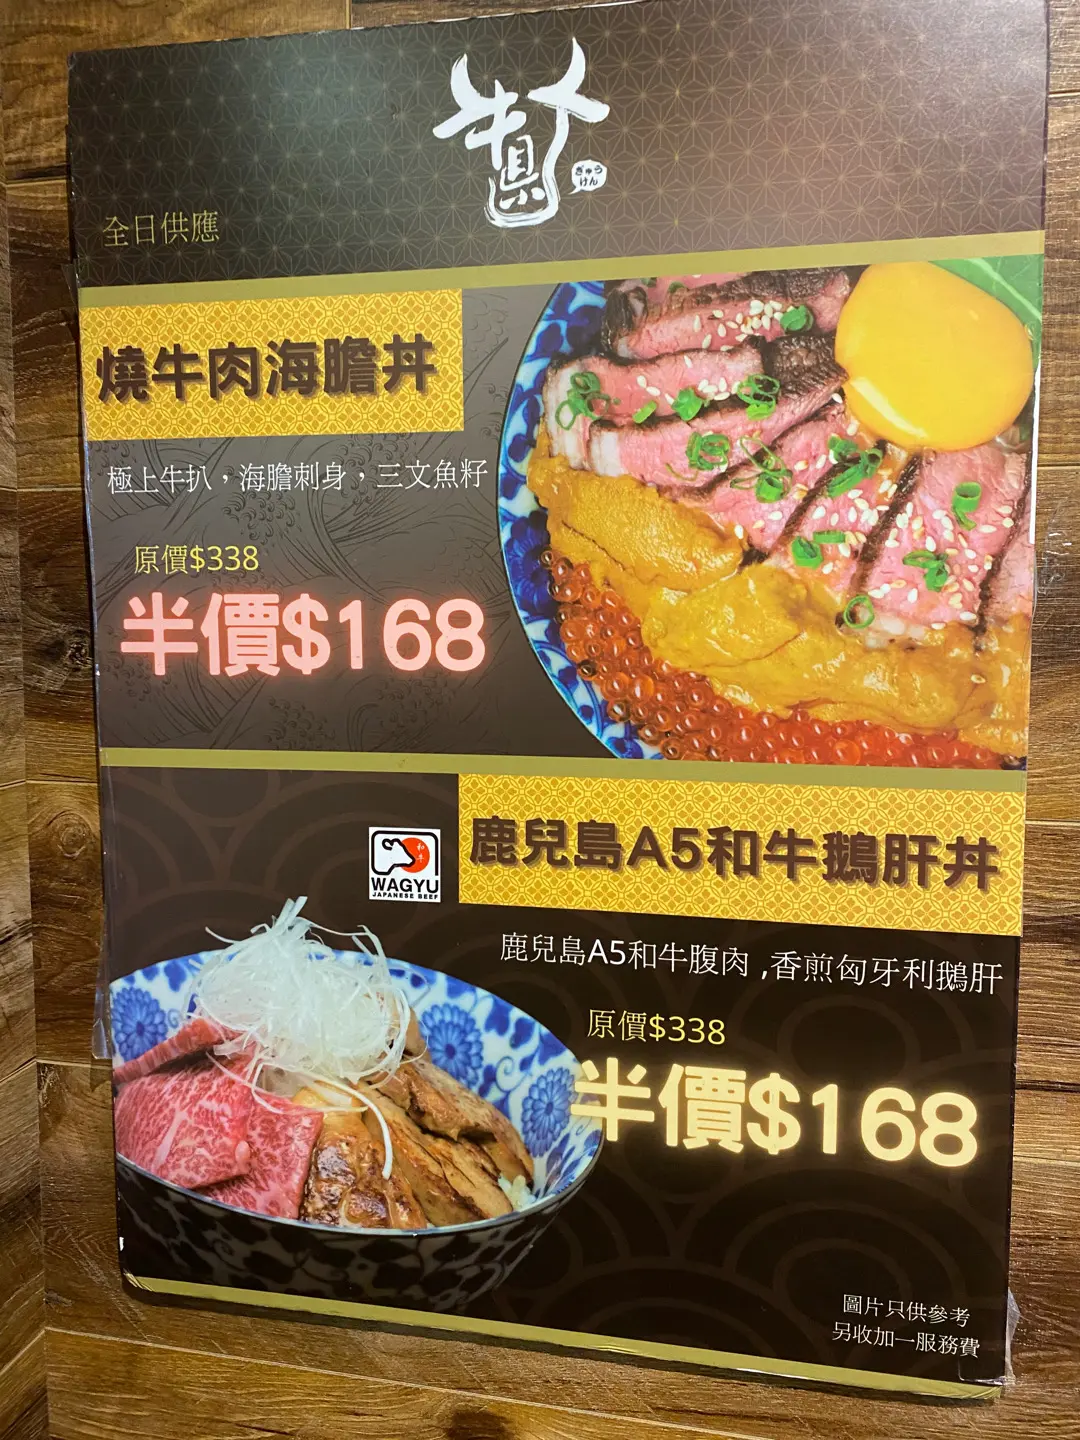 牛眞
ぎゅう
けん
全日供應
燒牛肉海膽丼
極上牛扒，海膽刺身，三文魚籽
原價$338
半價$168
和牛
WAGYU
JAPANESE BEEF
鹿兒島A5和牛鵝肝丼
鹿兒島A5和牛腹肉 ,香煎匈牙利鵝肝
原價$338
半價$168
圖片只供參考
另收加一服務費